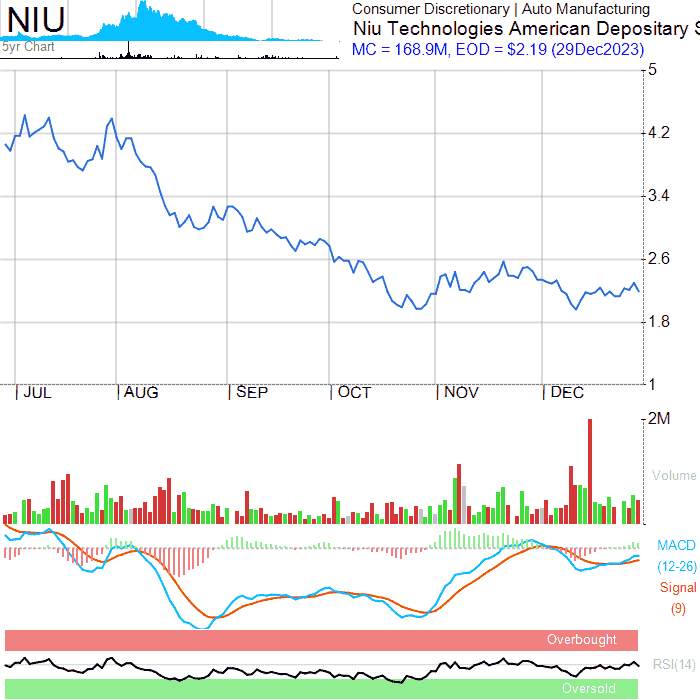 NIU
5yr Chart
Consumer Discretionary | Auto Manufacturing
Niu Technologies American Depositary S
MC = 168.9M, EOD = $2.19 (29Dec2023)
5
4.2
3.4
2.6
1.8
1
JUL AUG SEP OCT NOV DEC
2M
Volume
MACD
(12-26)
Signal
(9)
Overbought
RSI(14)
Oversold